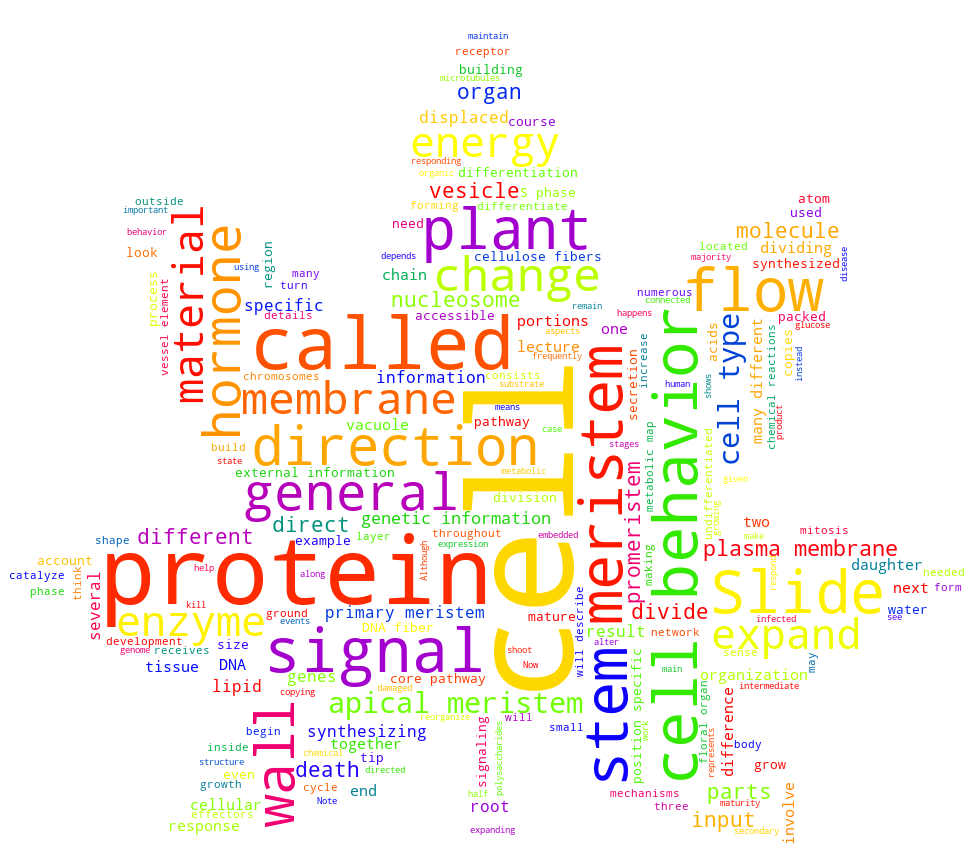 maintain
receptor
building
microtubules
organ
displaced
course
energy
responding
organic
differentiation
vesicle
S phase
forming
differentiate
need
plant
outside
important
behavior
look
material
hormone
region
using
many
turn
depends
cellulose fibers
chain
change
nucleosome
remain
atom
used
molecule
located
dividing
majority
synthesized
disease
numerous
connected
flow
packed
glucose
happens
process
vessel element
specific
details
accessible
portions
one
called
lecture
aspects
frequently
chromosomes
information
consists
substrate
membrane
means
pathway
case
vacuole
direction
build
state
external information
metabolic
general
division
cell
meristem
secretion
increase
cell behavior
human
shows
acids
cell type
many different
chemical reactions
product
copies
instead
stages
metabolic map
undifferentiated
growing
given
promeristem
making
direct
genetic information
different
example
layer
throughout
expression
embedded
shape
account
catalyze
phase
think
several
help
along
Although
protein
kill
enzyme
ground
events
primary meristem
mature
development
genome
receives
size
DNA fiber
tissue
DNA
signal
genes
lipid
copying
core pathway
damaged
shoot
Now
will describe
result
network
alter
divide
two
make
mitosis
plasma membrane
daughter
needed
respond
Slide
next
form
water
see
infected
expand
sense
may
main
organization
intermediate
apical meristem
reorganize
will
small
stem
position specific
work
floral organ
represents
difference
body
grow
wall
begin
synthesizing
inside
together
chemical
structure
tip
even
death
directed
growth
cycle
end
cellular
Note
effectors
response
signaling
polysaccharides
half
root
expanding
mechanisms
three
parts
maturity
input
secondary
involve